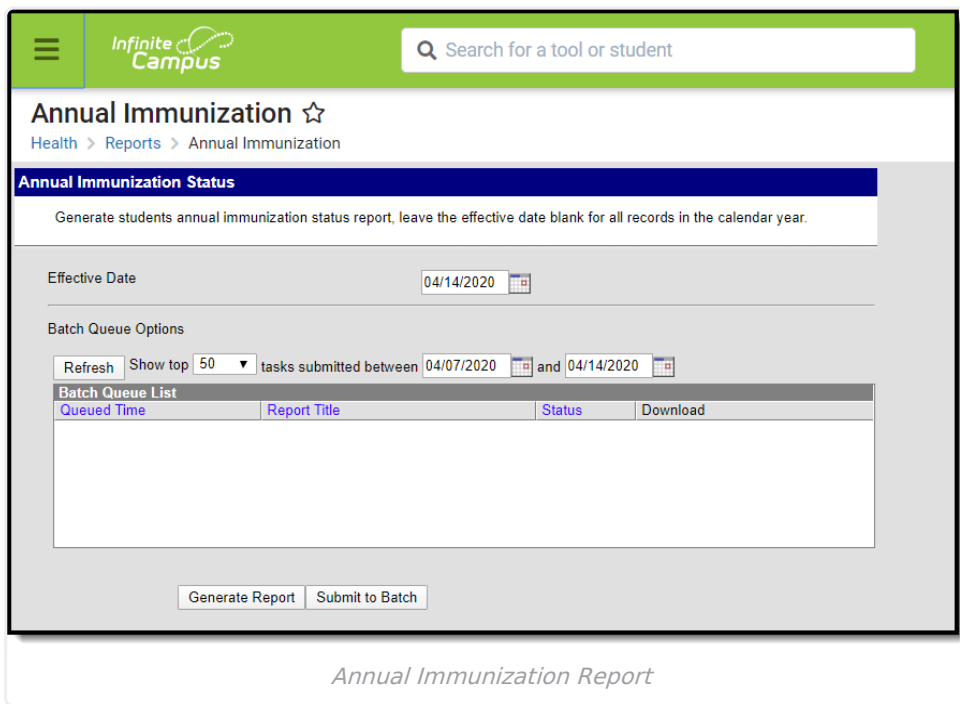 Infinite
Campus
Search for a tool or student
Annual Immunization
Health > Reports > Annual Immunization
Annual Immunization Status
Generate students annual immunization status report, leave the effective date blank for all records in the calendar year.
Effective Date 04/14/2020
Batch Queue Options
Refresh Show top 50 tasks submitted between 04/07/2020 and 04/14/2020
Batch Queue List
Queued Time Report Title Status Download
Generate Report Submit to Batch
Annual Immunization Report